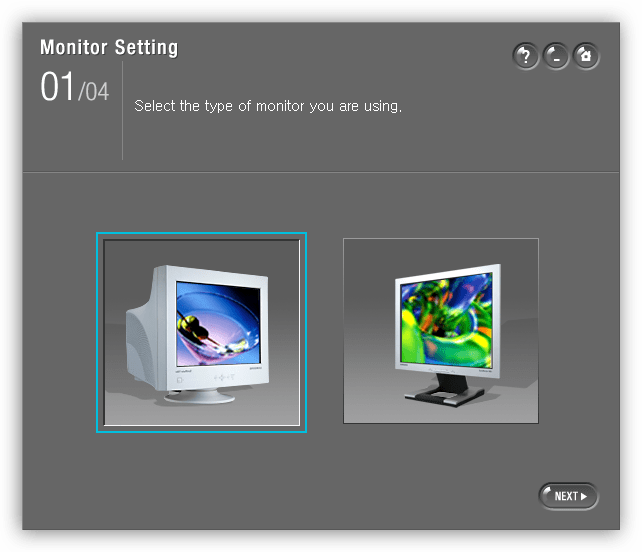 Monitor Setting
01/04
Select the type of monitor you are using.
?
NEXT